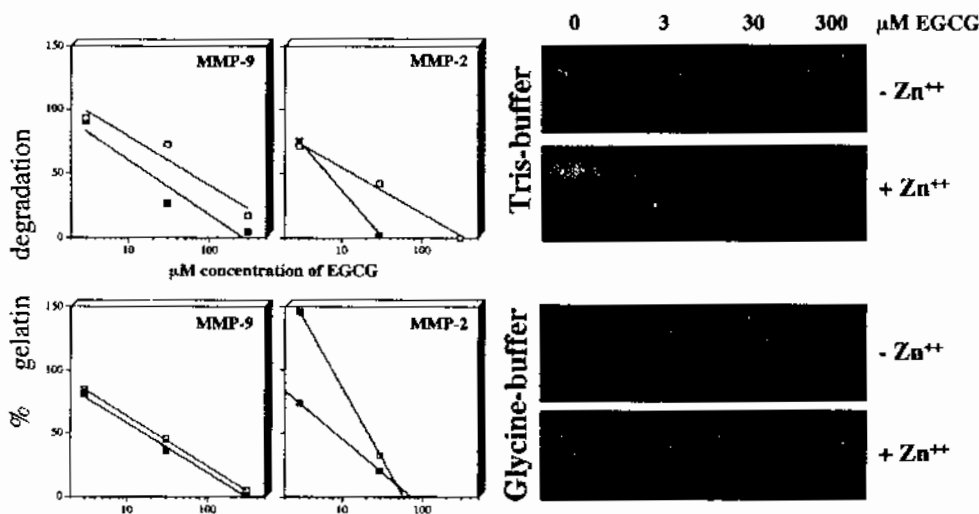 150
MMP-9
MMP-2
100
50
0
10
100
10
100
μM concentration of EGCG
% gelatin degradation
150
MMP-9
MMP-2
100
50
0
10
100
10
100
0 3 30 300 μM EGCG
Tris-buffer
- Zn⁺⁺
+ Zn⁺⁺
Glycine-buffer
- Zn⁺⁺
+ Zn⁺⁺